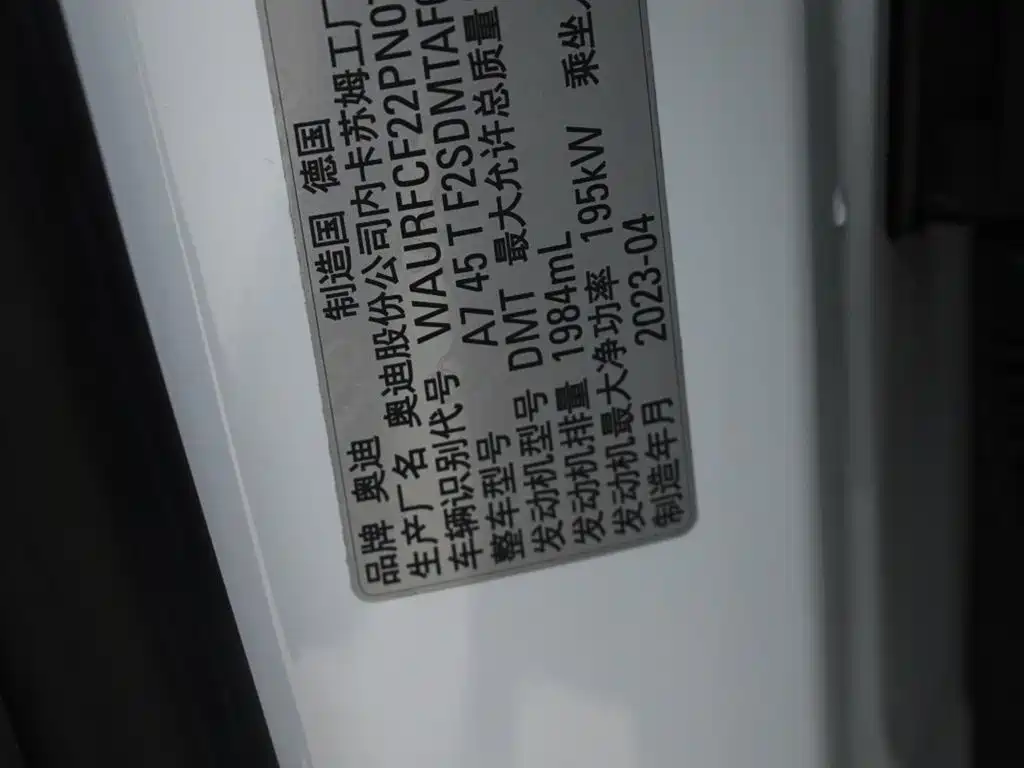 品牌 奥迪 制造国 德国
生产厂名 奥迪股份公司内卡苏姆工厂
车辆识别代号 WAURFCF22PN0
整车型号 A7 45 T F2SDMTAF
发动机型号 DMT 最大允许总质量
发动机排量 1984mL
发动机最大净功率 195kW 乘坐
制造年月 2023-04